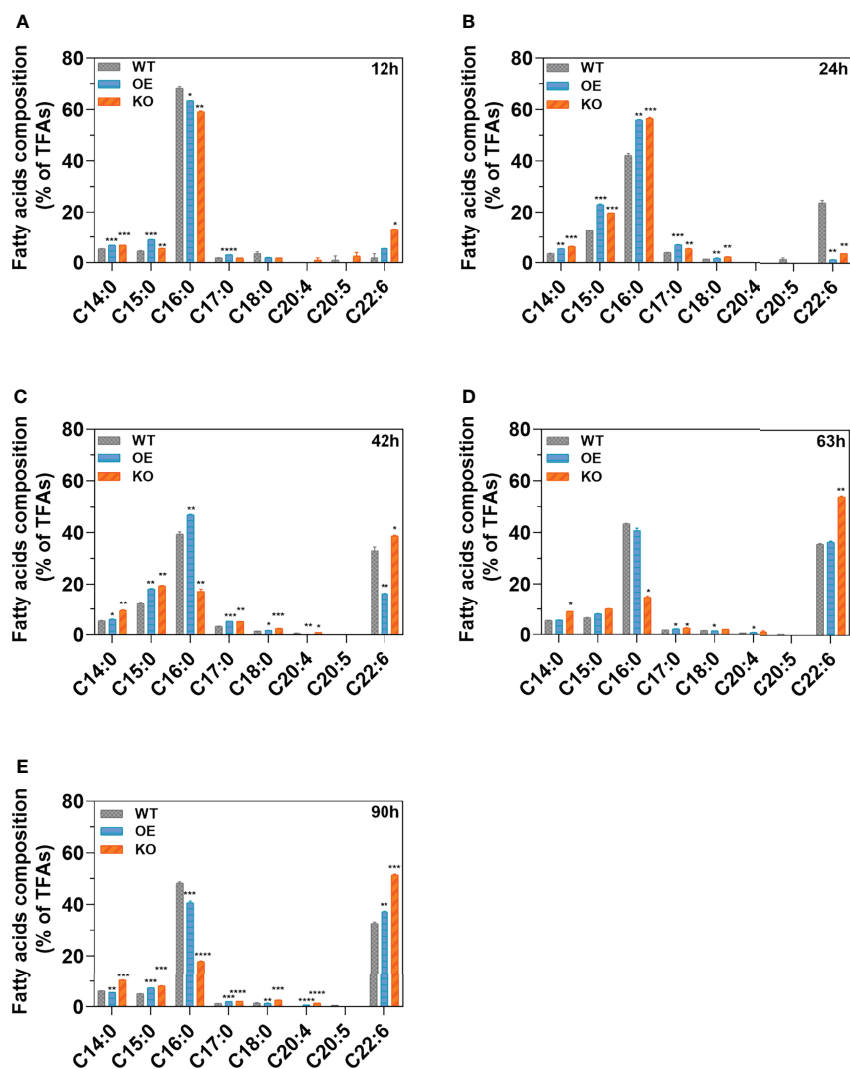 A
Fatty acids composition
(% of TFAs)
80
60
40
20
0
WT
OE
KO
12h
*** *** *** ** * ** **** *
C14:0 C15:0 C16:0 C17:0 C18:0 C20:4 C20:5 C22:6
B
Fatty acids composition
(% of TFAs)
80
60
40
20
0
WT
OE
KO
24h
** *** *** *** ** *** *** ** ** ** ** **
C14:0 C15:0 C16:0 C17:0 C18:0 C20:4 C20:5 C22:6
C
Fatty acids composition
(% of TFAs)
80
60
40
20
0
WT
OE
KO
42h
* ** ** ** ** *** ** * *** ** * ** *
C14:0 C15:0 C16:0 C17:0 C18:0 C20:4 C20:5 C22:6
D
Fatty acids composition
(% of TFAs)
80
60
40
20
0
WT
OE
KO
63h
* * * * * * **
C14:0 C15:0 C16:0 C17:0 C18:0 C20:4 C20:5 C22:6
E
Fatty acids composition
(% of TFAs)
80
60
40
20
0
WT
OE
KO
90h
** *** *** *** *** **** *** **** ** *** **** **** ** ***
C14:0 C15:0 C16:0 C17:0 C18:0 C20:4 C20:5 C22:6